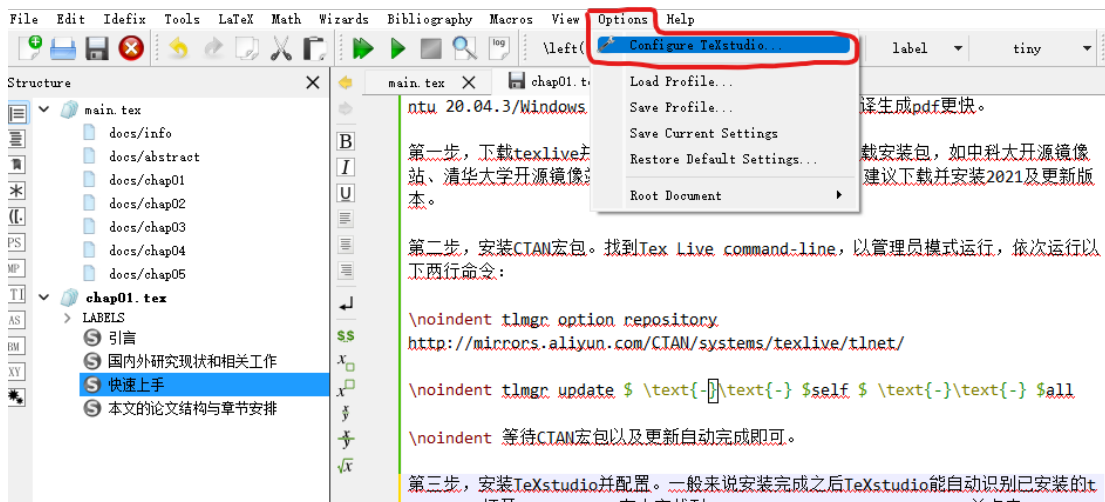 File Edit Idefix Tools LaTeX Math Wizards Bibliography Macros View Options Help
log \left( Configure TeXstudio... label tiny
Structure
main.tex chap01.t
Load Profile...
Save Profile...
Save Current Settings
Restore Default Settings...
Root Document
main.tex
docs/info
docs/abstract
docs/chap01
docs/chap02
docs/chap03
docs/chap04
docs/chap05
chap01.tex
LABELS
引言
国内外研究现状和相关工作
快速上手
本文的论文结构与章节安排
PS
MP
TI
AS
BM
XY
B
I
U
$$
ntu 20.04.3/Windows 译生成pdf更快。
第一步，下载texlive并 载安装包，如中科大开源镜像
站、清华大学开源镜像站 建议下载并安装2021及更新版
本。
第二步，安装CTAN宏包。找到Tex Live command-line，以管理员模式运行，依次运行以
下两行命令：
\noindent tlmgr option repository
http://mirrors.aliyun.com/CTAN/systems/texlive/tlnet/
\noindent tlmgr update $ \text{-}\text{-} $self $ \text{-}\text{-} $all
\noindent 等待CTAN宏包以及更新自动完成即可。
第三步，安装TeXstudio并配置。一般来说安装完成之后TeXstudio能自动识别已安装的t